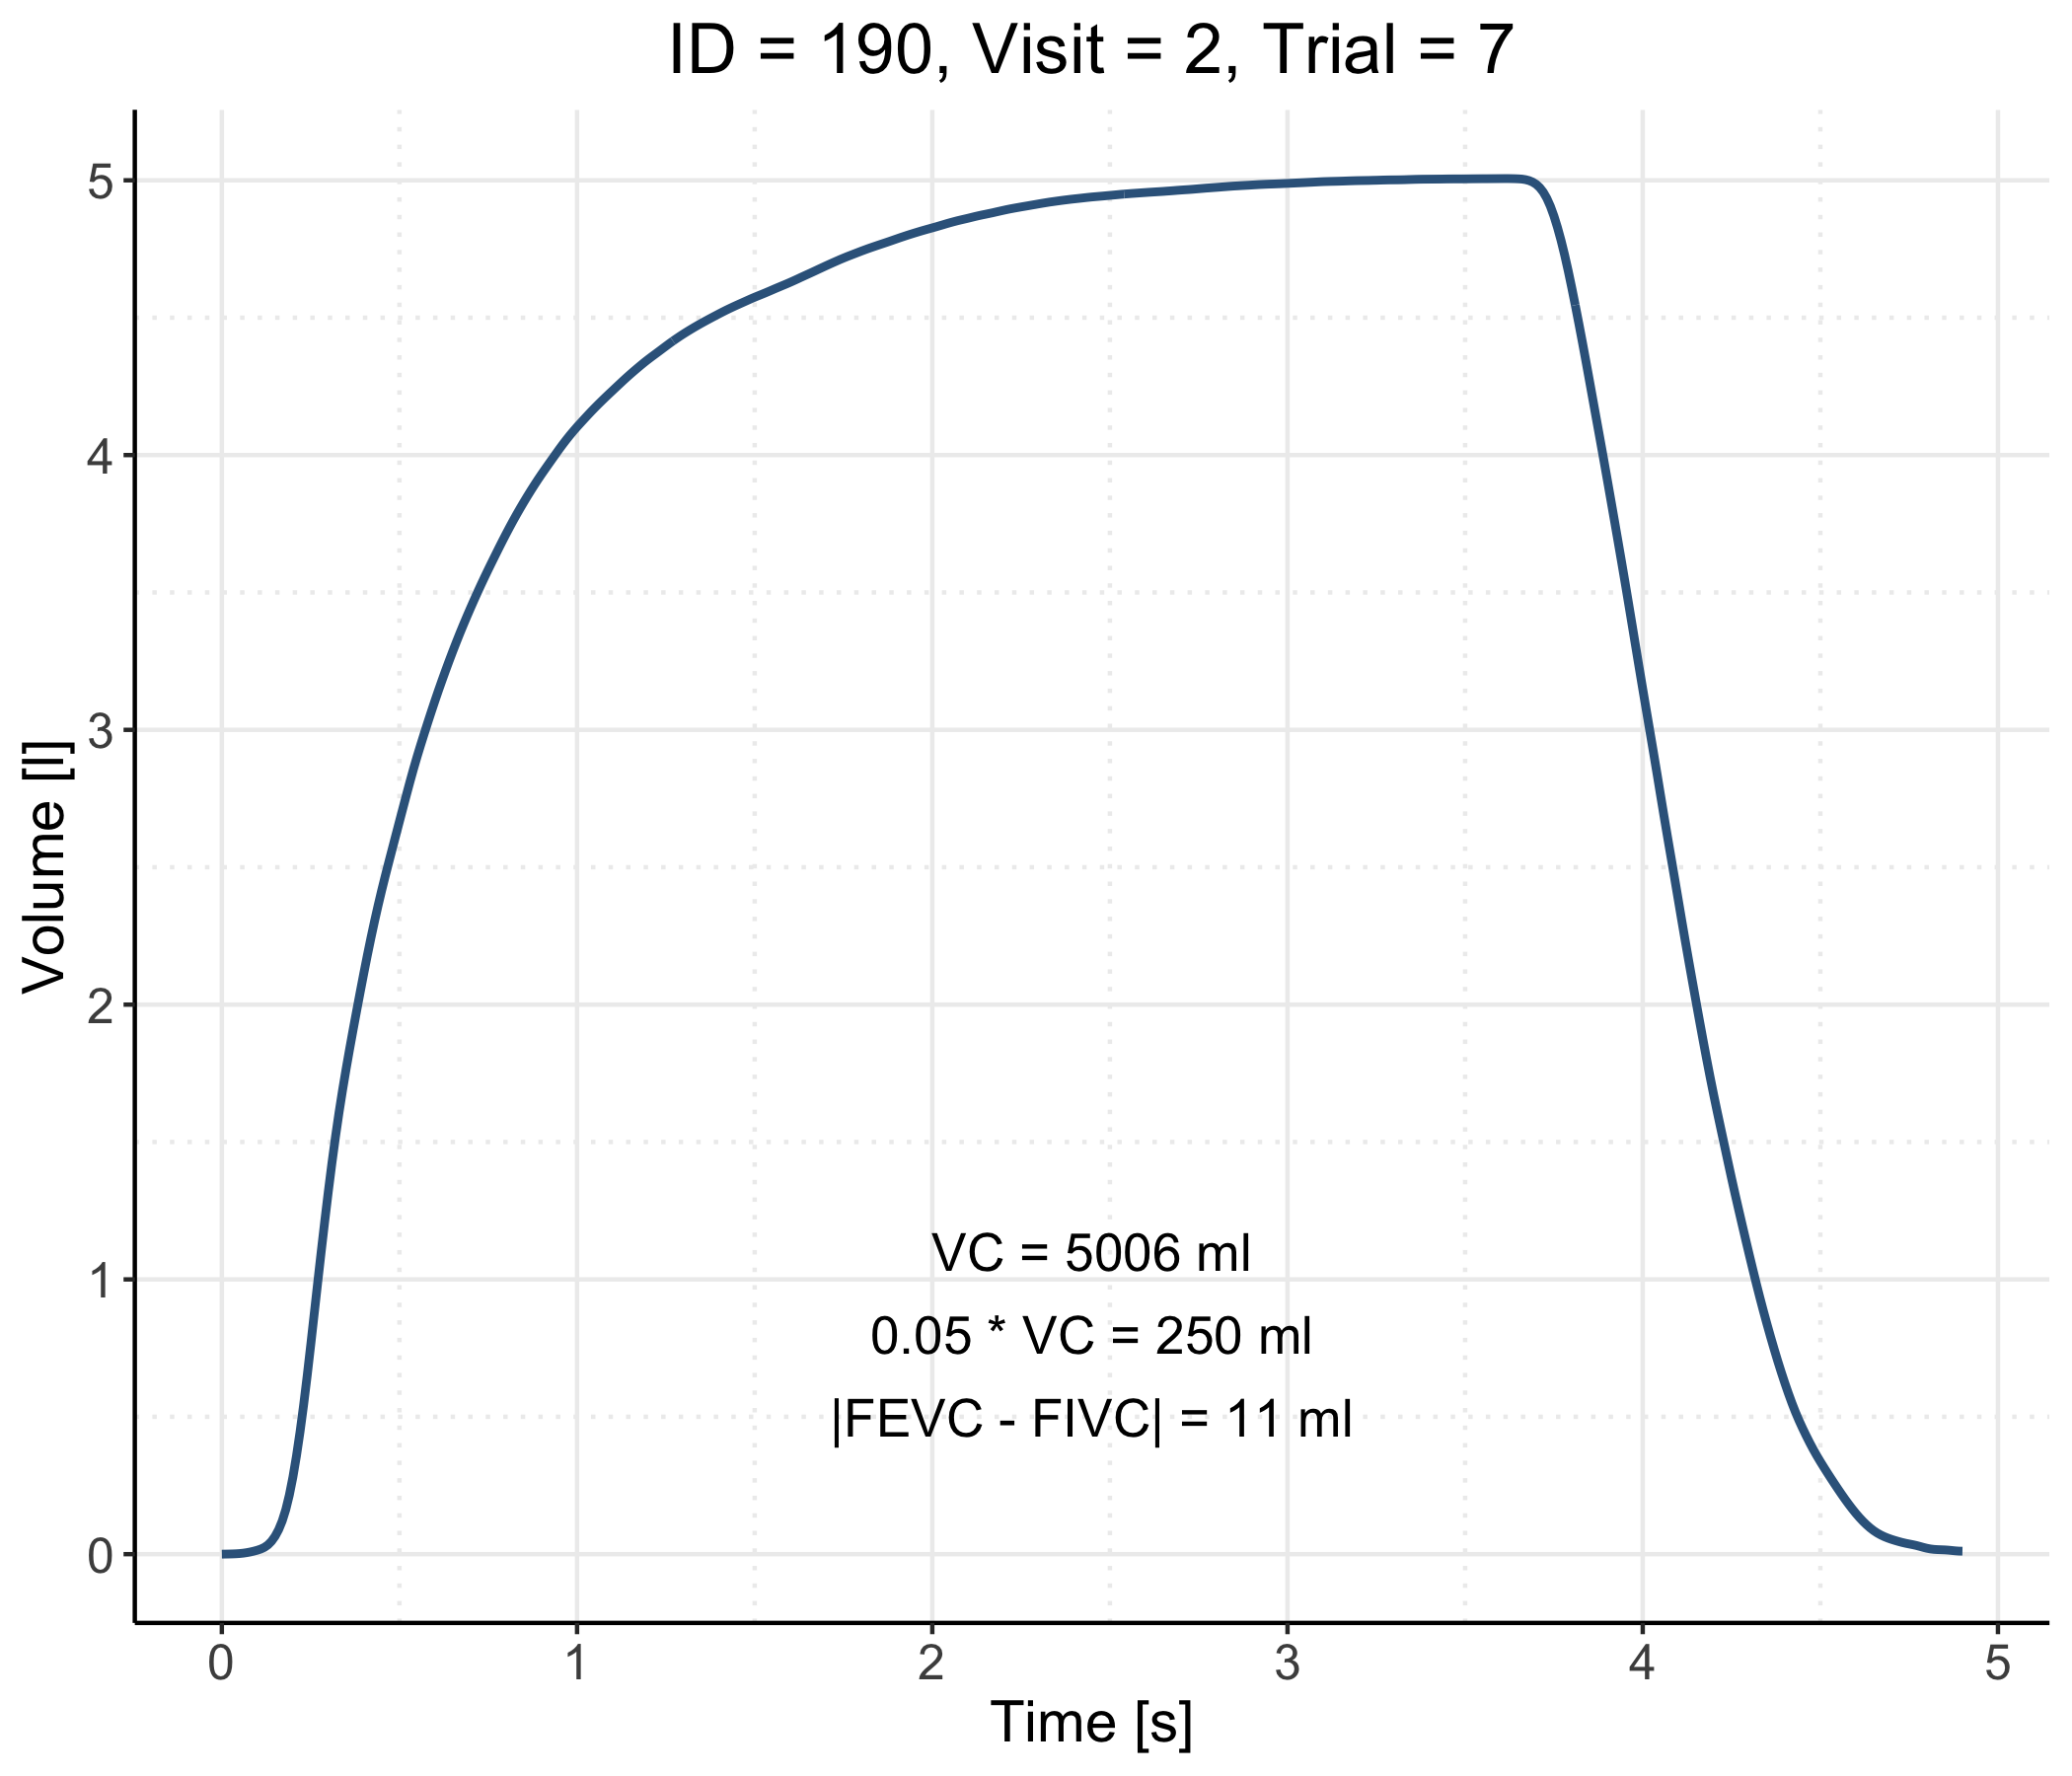 ID = 190, Visit = 2, Trial = 7
5
4
3
2
1
0
Volume [l]
VC = 5006 ml
0.05 * VC = 250 ml
|FEVC - FIVC| = 11 ml
0 1 2 3 4 5
Time [s]